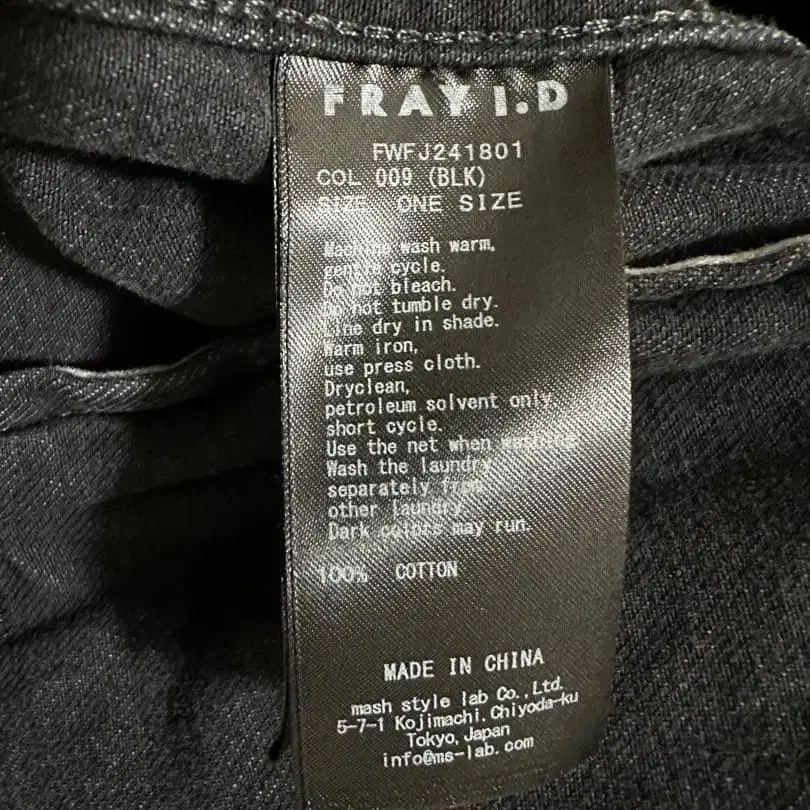 FRAY I.D
FWFJ241801
COL 009 (BLK)
SIZE ONE SIZE
Machine wash warm,
gentle cycle.
Do not bleach.
Do not tumble dry.
Line dry in shade.
Warm iron,
use press cloth.
Dryclean,
petroleum solvent only,
short cycle.
Use the net when washing.
Wash the laundry
separately from
other laundry.
Dark colors may run.
100% COTTON
MADE IN CHINA
mash style lab Co.,Ltd.
5-7-1 Kojimachi.Chiyoda-ku
Tokyo,Japan
info@ms-lab.com